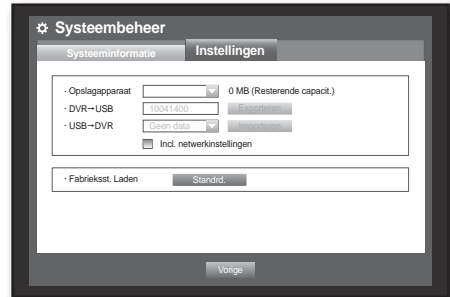 Systeembeheer
Systeeminformatie Instellingen
· Opslagapparaat 0 MB (Resterende capacit.)
· DVR→USB 10041400 Exporteren
· USB→DVR Geen data Importeren
Incl. netwerkinstellingen
· Fabrieksst. Laden Standrd.
Vorige